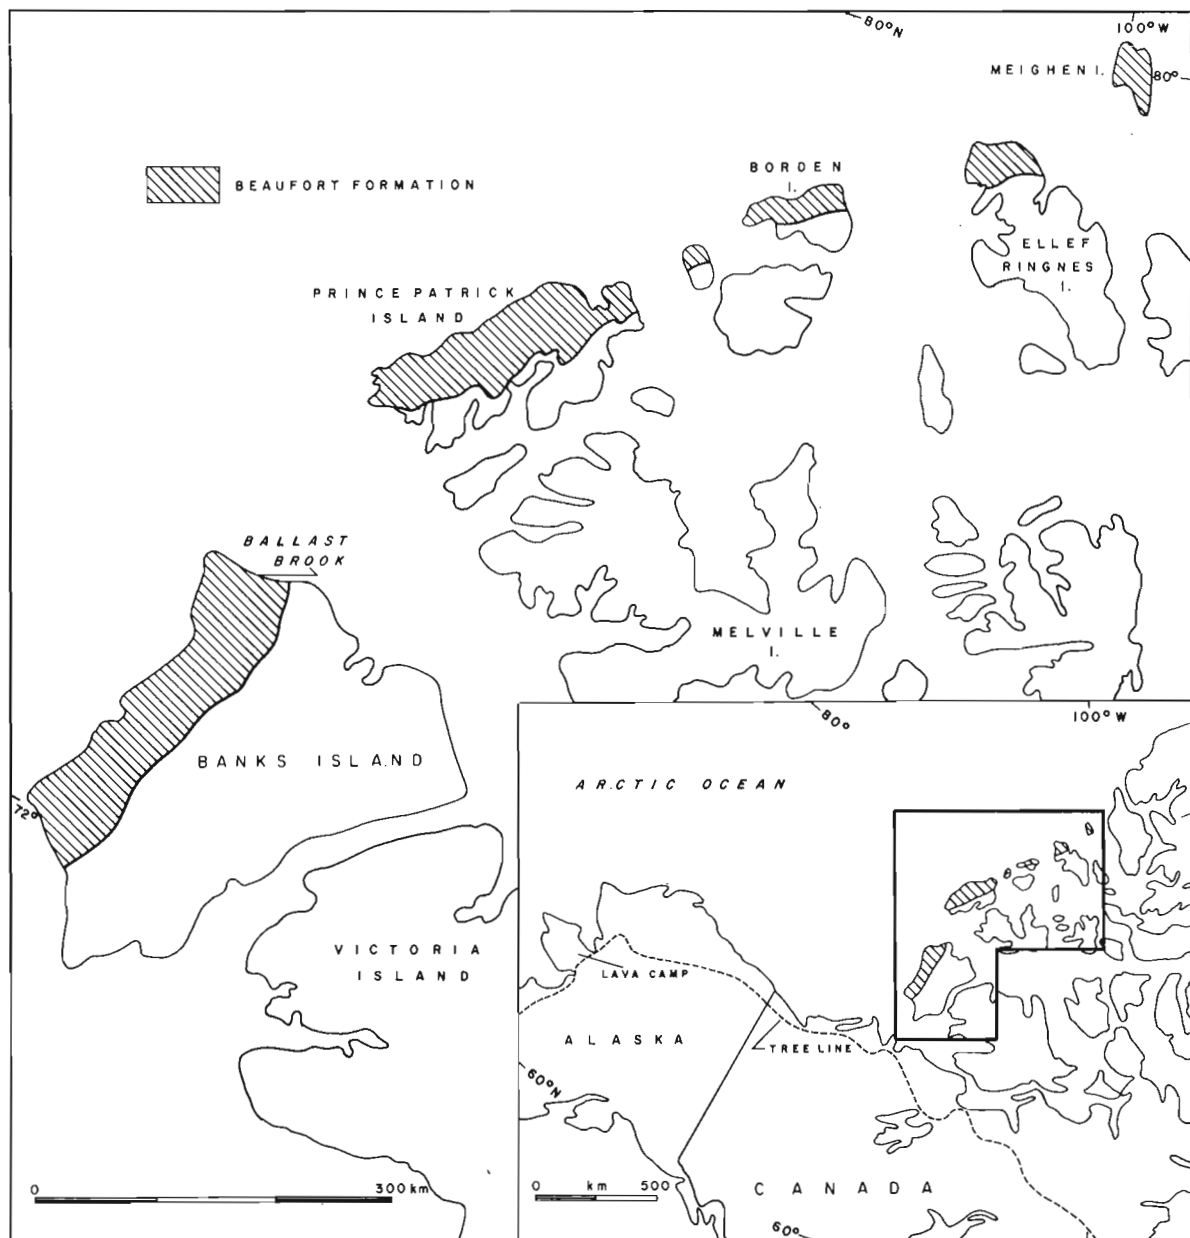 80°N
100°W
MEIGHEN I.
80°
BORDEN
I.
BEAUFORT FORMATION
ELLEF
RINGNES
I.
PRINCE PATRICK
ISLAND
BALLAST
BROOK
MELVILLE
I.
BANKS ISLAND
72°
VICTORIA
ISLAND
0 300 km
80°
100° W
ARCTIC OCEAN
LAVA CAMP
ALASKA
TREE LINE
60°N
0 km 500
CANADA
60°